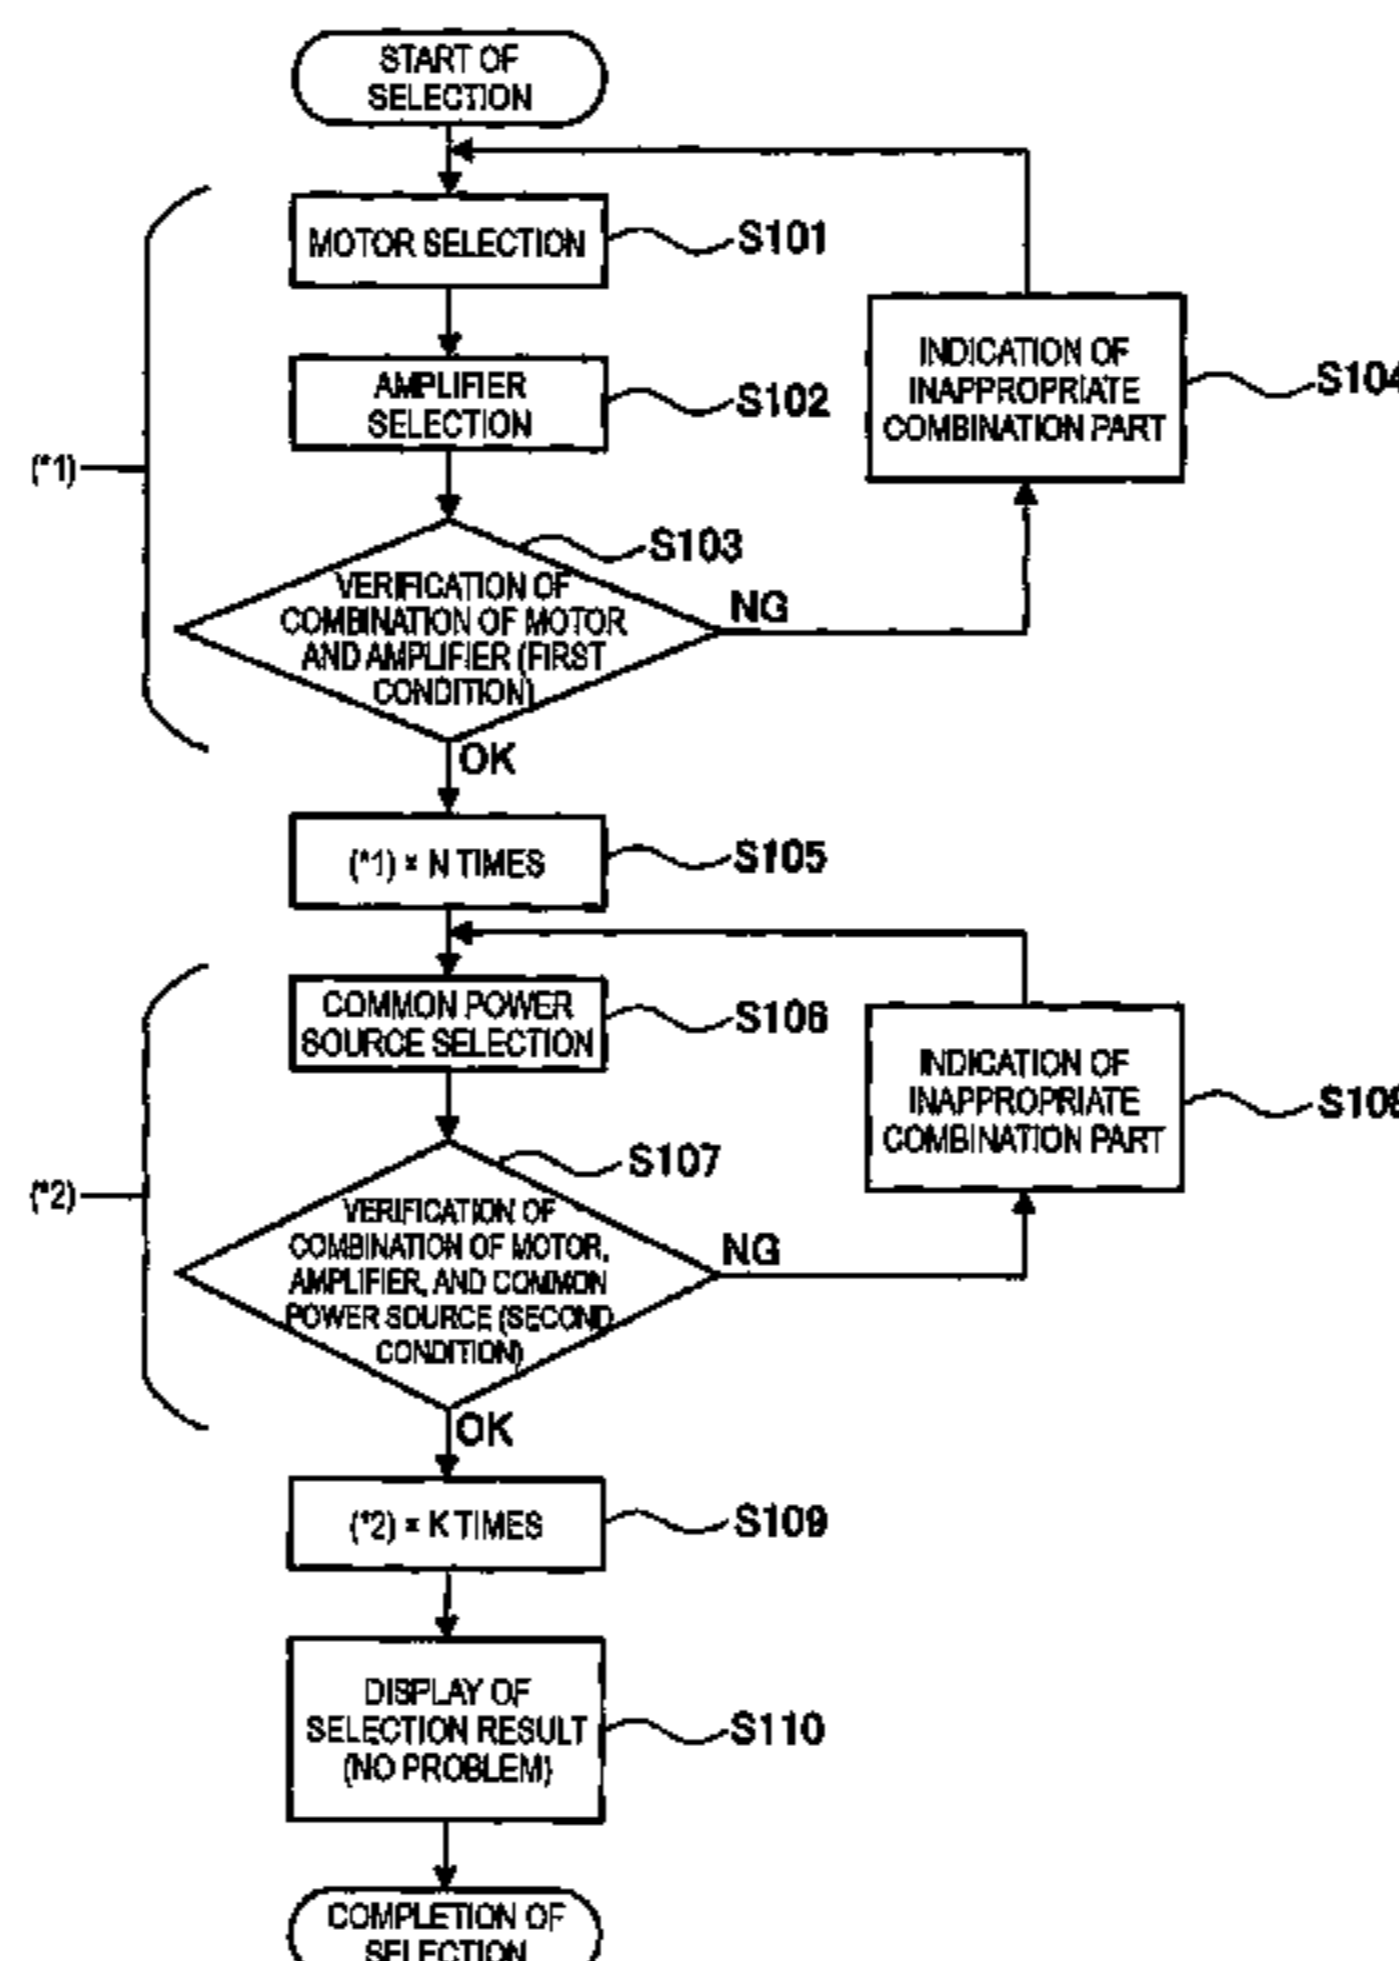 START OF
SELECTION
MOTOR SELECTION
S101
AMPLIFIER
SELECTION
S102
INDICATION OF
INAPPROPRIATE
COMBINATION PART
S104
(*1)
S103
VERIFICATION OF
COMBINATION OF MOTOR
AND AMPLIFIER (FIRST
CONDITION)
NG
OK
(*1) × N TIMES
S105
COMMON POWER
SOURCE SELECTION
S106
INDICATION OF
INAPPROPRIATE
COMBINATION PART
(*2)
S107
VERIFICATION OF
COMBINATION OF MOTOR,
AMPLIFIER, AND COMMON
POWER SOURCE (SECOND
CONDITION)
NG
OK
(*2) × K TIMES
S109
DISPLAY OF
SELECTION RESULT
(NO PROBLEM)
S110
COMPLETION OF
SELECTION